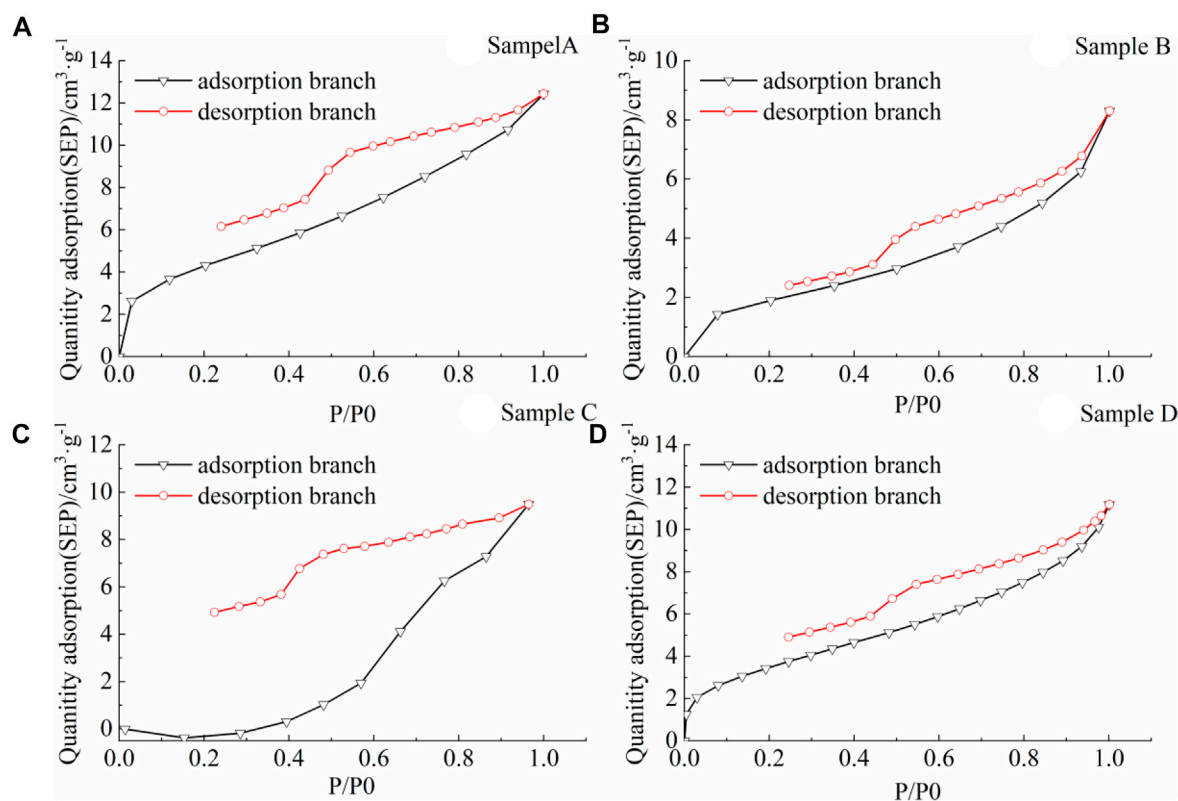 A
SampelA
Quanitity adsorption(SEP)/cm³·g⁻¹
14
12
10
8
6
4
2
0
adsorption branch
desorption branch
0.0 0.2 0.4 0.6 0.8 1.0
P/P0
B
Sample B
Quanitity adsorption(SEP)/cm³·g⁻¹
10
8
6
4
2
0
adsorption branch
desorption branch
0.0 0.2 0.4 0.6 0.8 1.0
P/P0
C
Sample C
Quanitity adsorption(SEP)/cm³·g⁻¹
12
10
8
6
4
2
0
adsorption branch
desorption branch
0.0 0.2 0.4 0.6 0.8 1.0
P/P0
D
Sample D
Quanitity adsorption(SEP)/cm³·g⁻¹
14
12
10
8
6
4
2
0
adsorption branch
desorption branch
0.0 0.2 0.4 0.6 0.8 1.0
P/P0